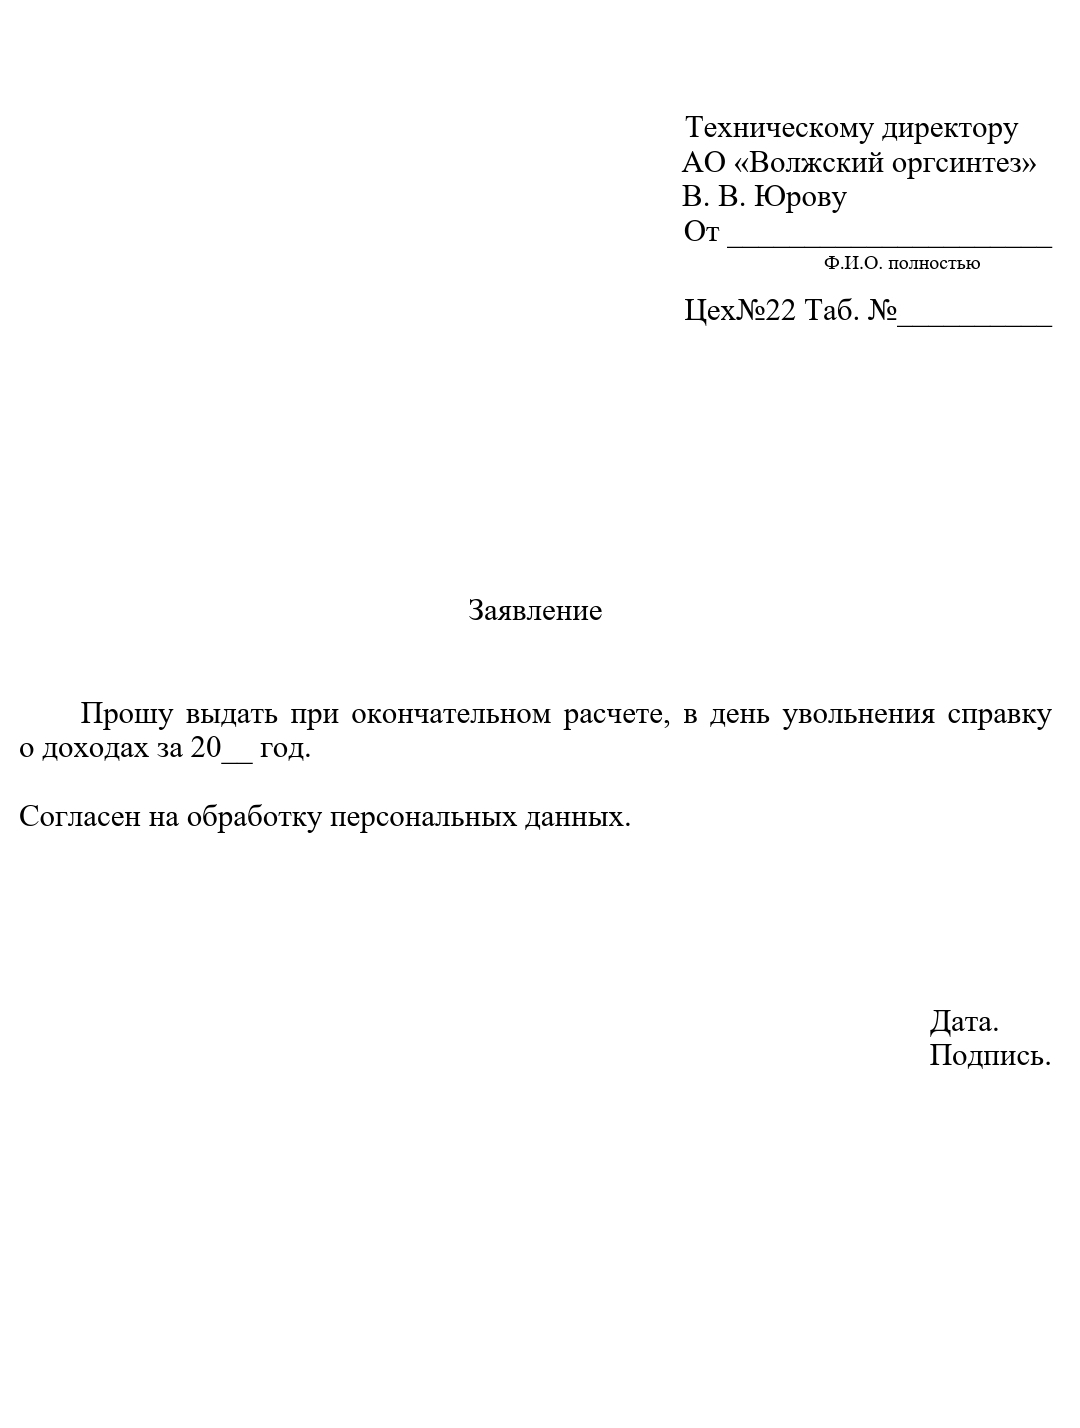 Техническому директору
АО «Волжский оргсинтез»
В. В. Юрову
От _____________________
Ф.И.О. полностью
Цех№22 Таб. №__________
Заявление
Прошу выдать при окончательном расчете, в день увольнения справку
о доходах за 20__ год.
Согласен на обработку персональных данных.
Дата.
Подпись.